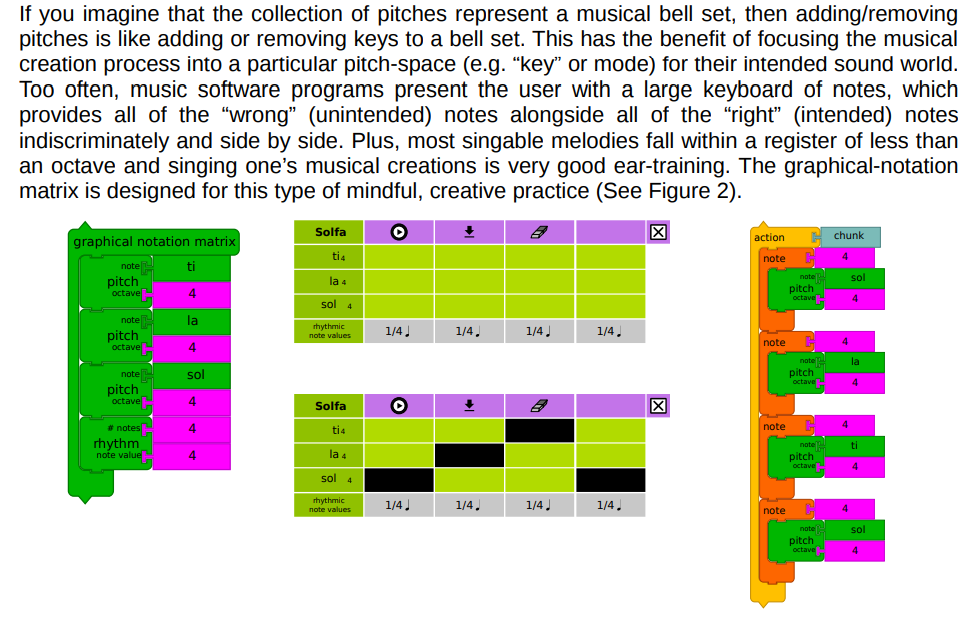 If you imagine that the collection of pitches represent a musical bell set, then adding/removing
pitches is like adding or removing keys to a bell set. This has the benefit of focusing the musical
creation process into a particular pitch-space (e.g. “key” or mode) for their intended sound world.
Too often, music software programs present the user with a large keyboard of notes, which
provides all of the “wrong” (unintended) notes alongside all of the “right” (intended) notes
indiscriminately and side by side. Plus, most singable melodies fall within a register of less than
an octave and singing one’s musical creations is very good ear-training. The graphical-notation
matrix is designed for this type of mindful, creative practice (See Figure 2).
graphical notation matrix
note ti
pitch
octave 4
note la
pitch
octave 4
note sol
pitch
octave 4
# notes 4
rhythm
note value 4
Solfa
ti 4
la 4
sol 4
rhythmic
note values 1/4 ♩ 1/4 ♩ 1/4 ♩ 1/4 ♩
Solfa
ti 4
la 4
sol 4
rhythmic
note values 1/4 ♩ 1/4 ♩ 1/4 ♩ 1/4 ♩
action chunk
note 4
note sol
pitch
octave 4
note 4
note la
pitch
octave 4
note 4
note ti
pitch
octave 4
note 4
note sol
pitch
octave 4